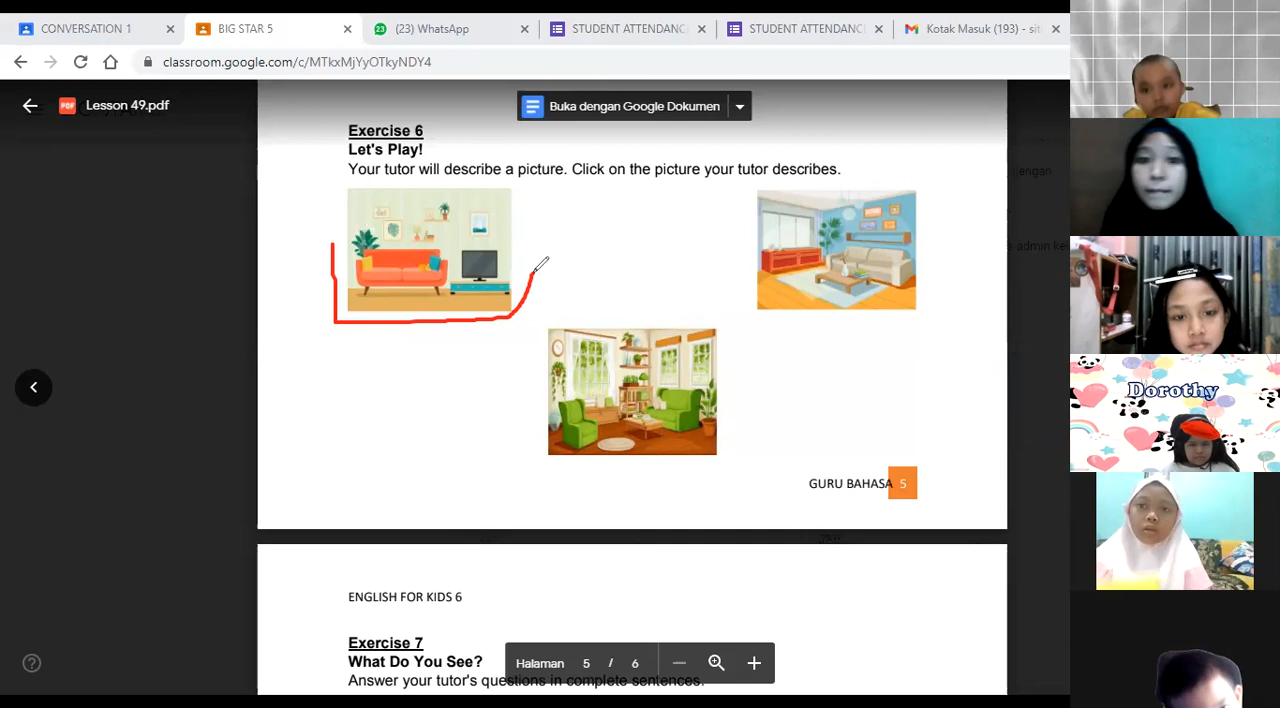 CONVERSATION 1
BIG STAR 5
23
(23) WhatsApp
STUDENT ATTENDANC
STUDENT ATTENDANC
Kotak Masuk (193) - siti
classroom.google.com/c/MTkxMjYyOTkyNDY4
PDF
Lesson 49.pdf
Buka dengan Google Dokumen
Exercise 6
Let's Play!
Your tutor will describe a picture. Click on the picture your tutor describes.
GURU BAHASA 5
ENGLISH FOR KIDS 6
Exercise 7
What Do You See?
Answer your tutor's questions in complete sentences.
Halaman 5 / 6
Dorothy